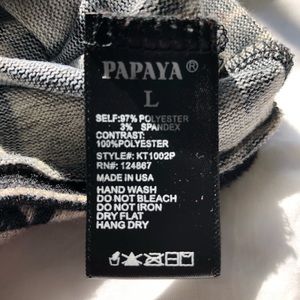 PAPAYA®
L
SELF:97% POLYESTER
3% SPANDEX
CONTRAST:
100%POLYESTER
STYLE#: KT1002P
RN#: 124867
MADE IN USA
HAND WASH
DO NOT BLEACH
DO NOT IRON
DRY FLAT
HANG DRY